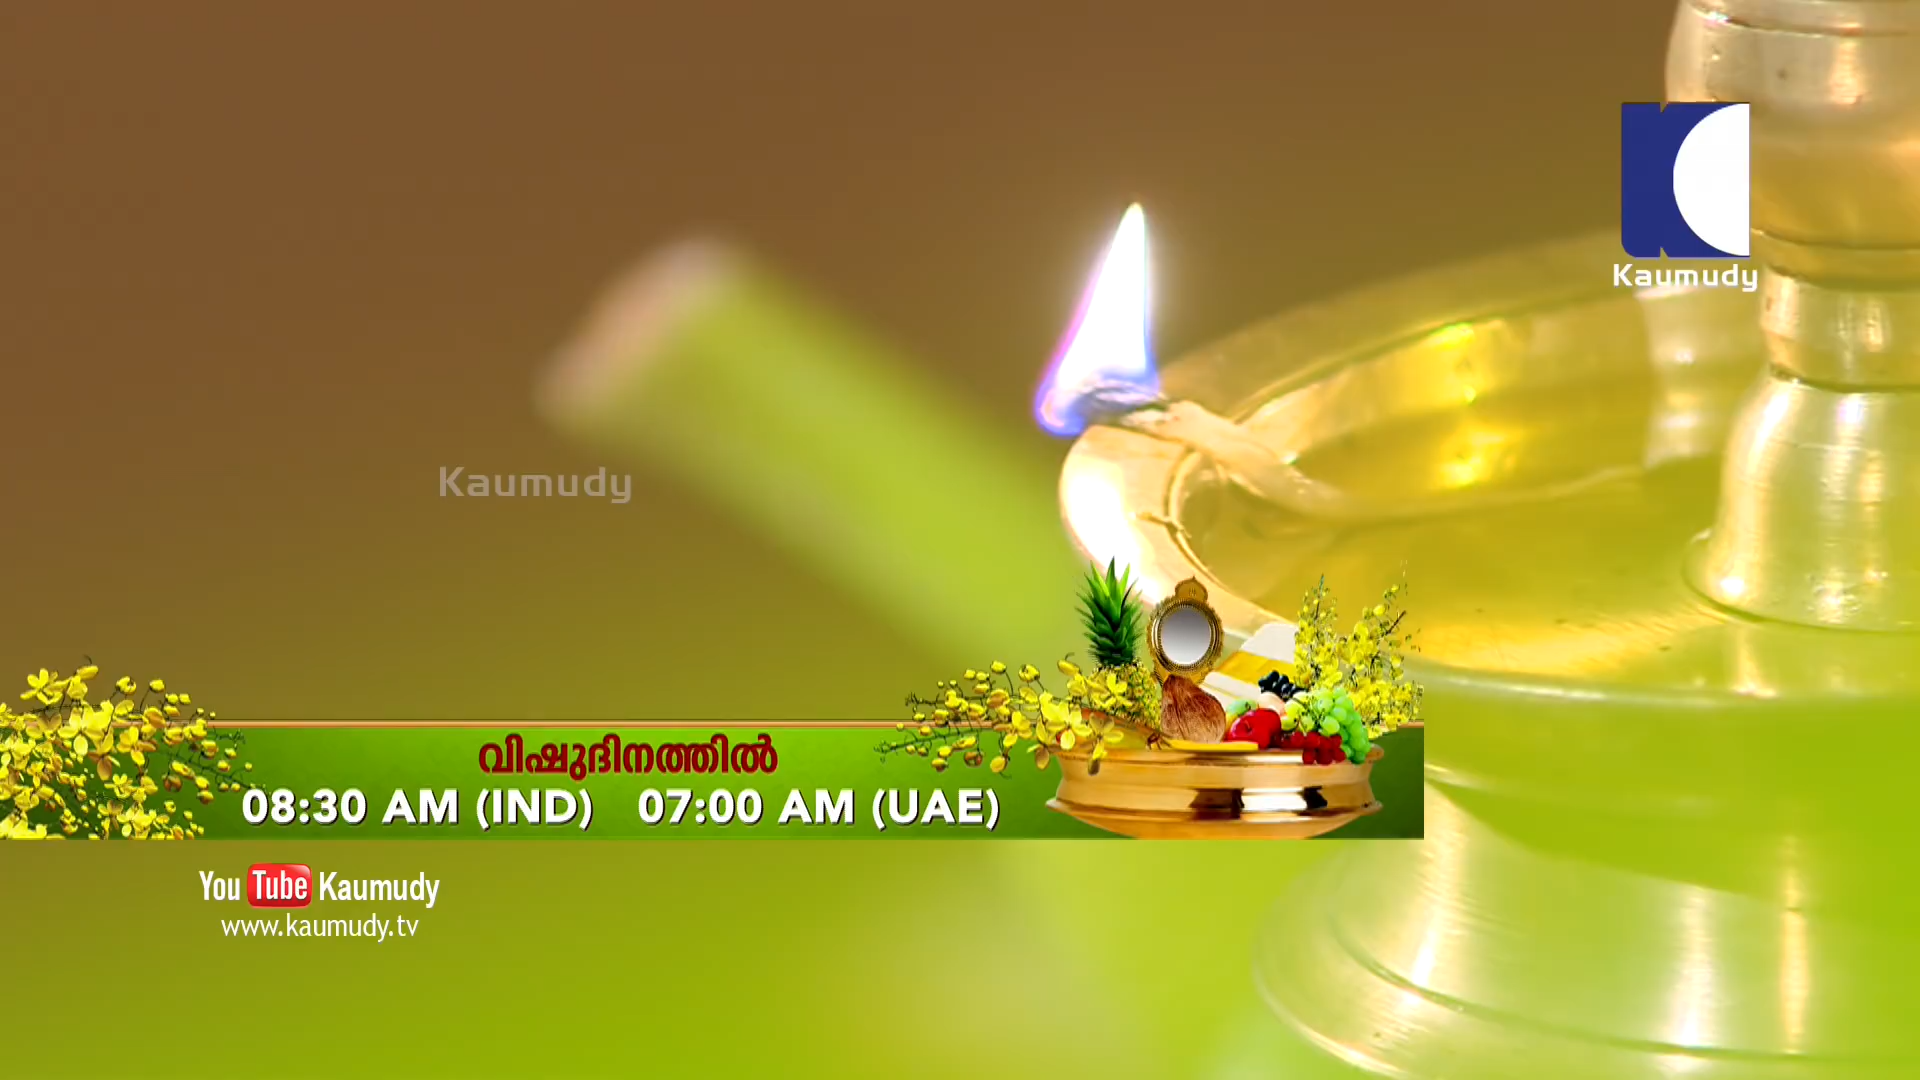 Kaumudy
Kaumudy
വിഷുദിനത്തിൽ
08:30 AM (IND) 07:00 AM (UAE)
You Tube Kaumudy
www.kaumudy.tv